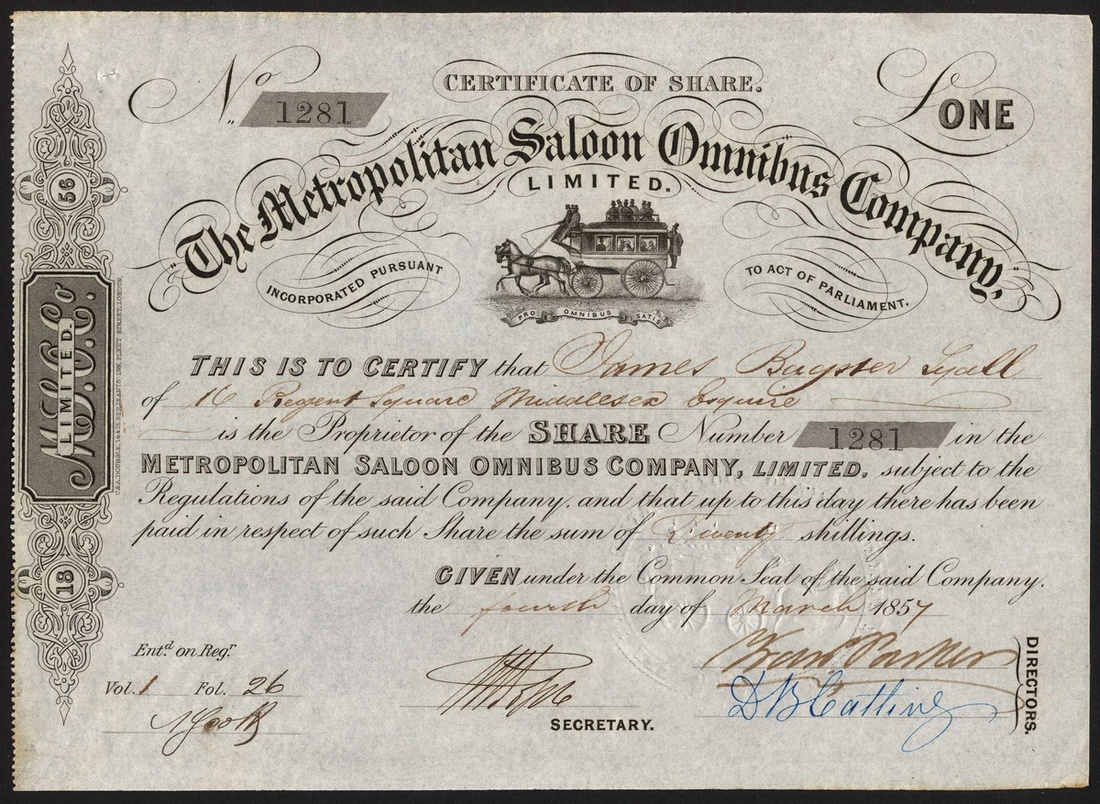 No 1281
CERTIFICATE OF SHARE.
£ONE
"The Metropolitan Saloon Omnibus Company,"
LIMITED.
INCORPORATED PURSUANT TO ACT OF PARLIAMENT.
PRO OMNIBUS SATIS
THIS IS TO CERTIFY that James Bagster Lyall
of 16 Regent Square Middlesex Esquire
is the Proprietor of the SHARE Number 1281 in the
METROPOLITAN SALOON OMNIBUS COMPANY, LIMITED. subject to the
Regulations of the said Company, and that up to this day there has been
paid in respect of such Share the sum of Twenty shillings.
GIVEN under the Common Seal of the said Company.
the fourth day of March 1857
Entd. on Regr.
Vol. 1 Fol. 26
SECRETARY.
D B Catling
DIRECTORS.
18 56
M.S.O.Co.
LIMITED.